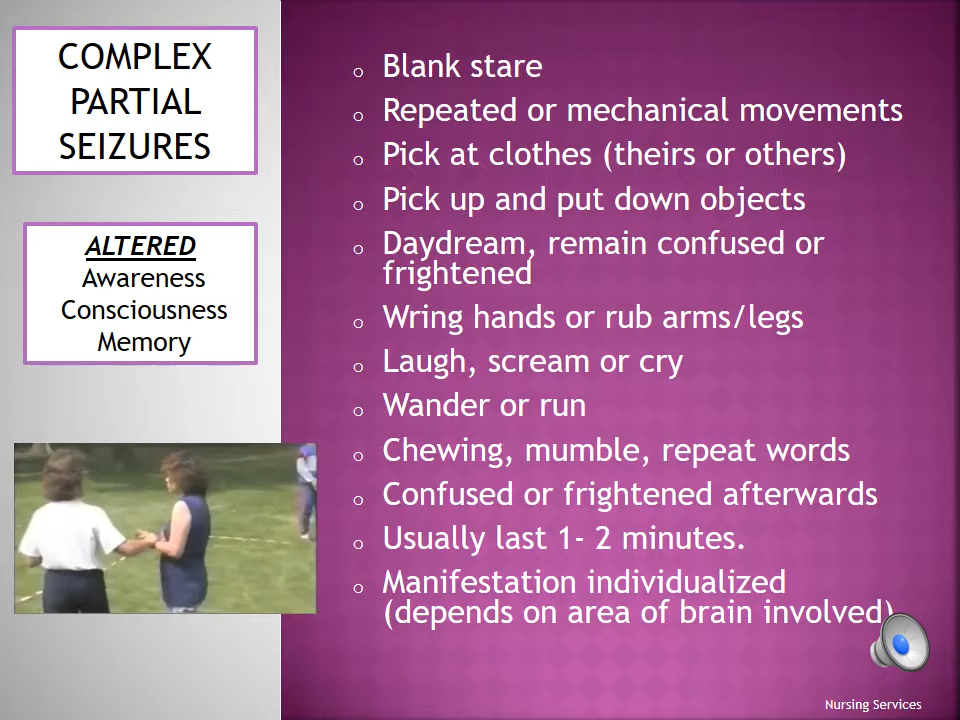 COMPLEX
PARTIAL
SEIZURES
ALTERED
Awareness
Consciousness
Memory
o Blank stare
o Repeated or mechanical movements
o Pick at clothes (theirs or others)
o Pick up and put down objects
o Daydream, remain confused or
frightened
o Wring hands or rub arms/legs
o Laugh, scream or cry
o Wander or run
o Chewing, mumble, repeat words
o Confused or frightened afterwards
o Usually last 1- 2 minutes.
o Manifestation individualized
(depends on area of brain involved)
Nursing Services